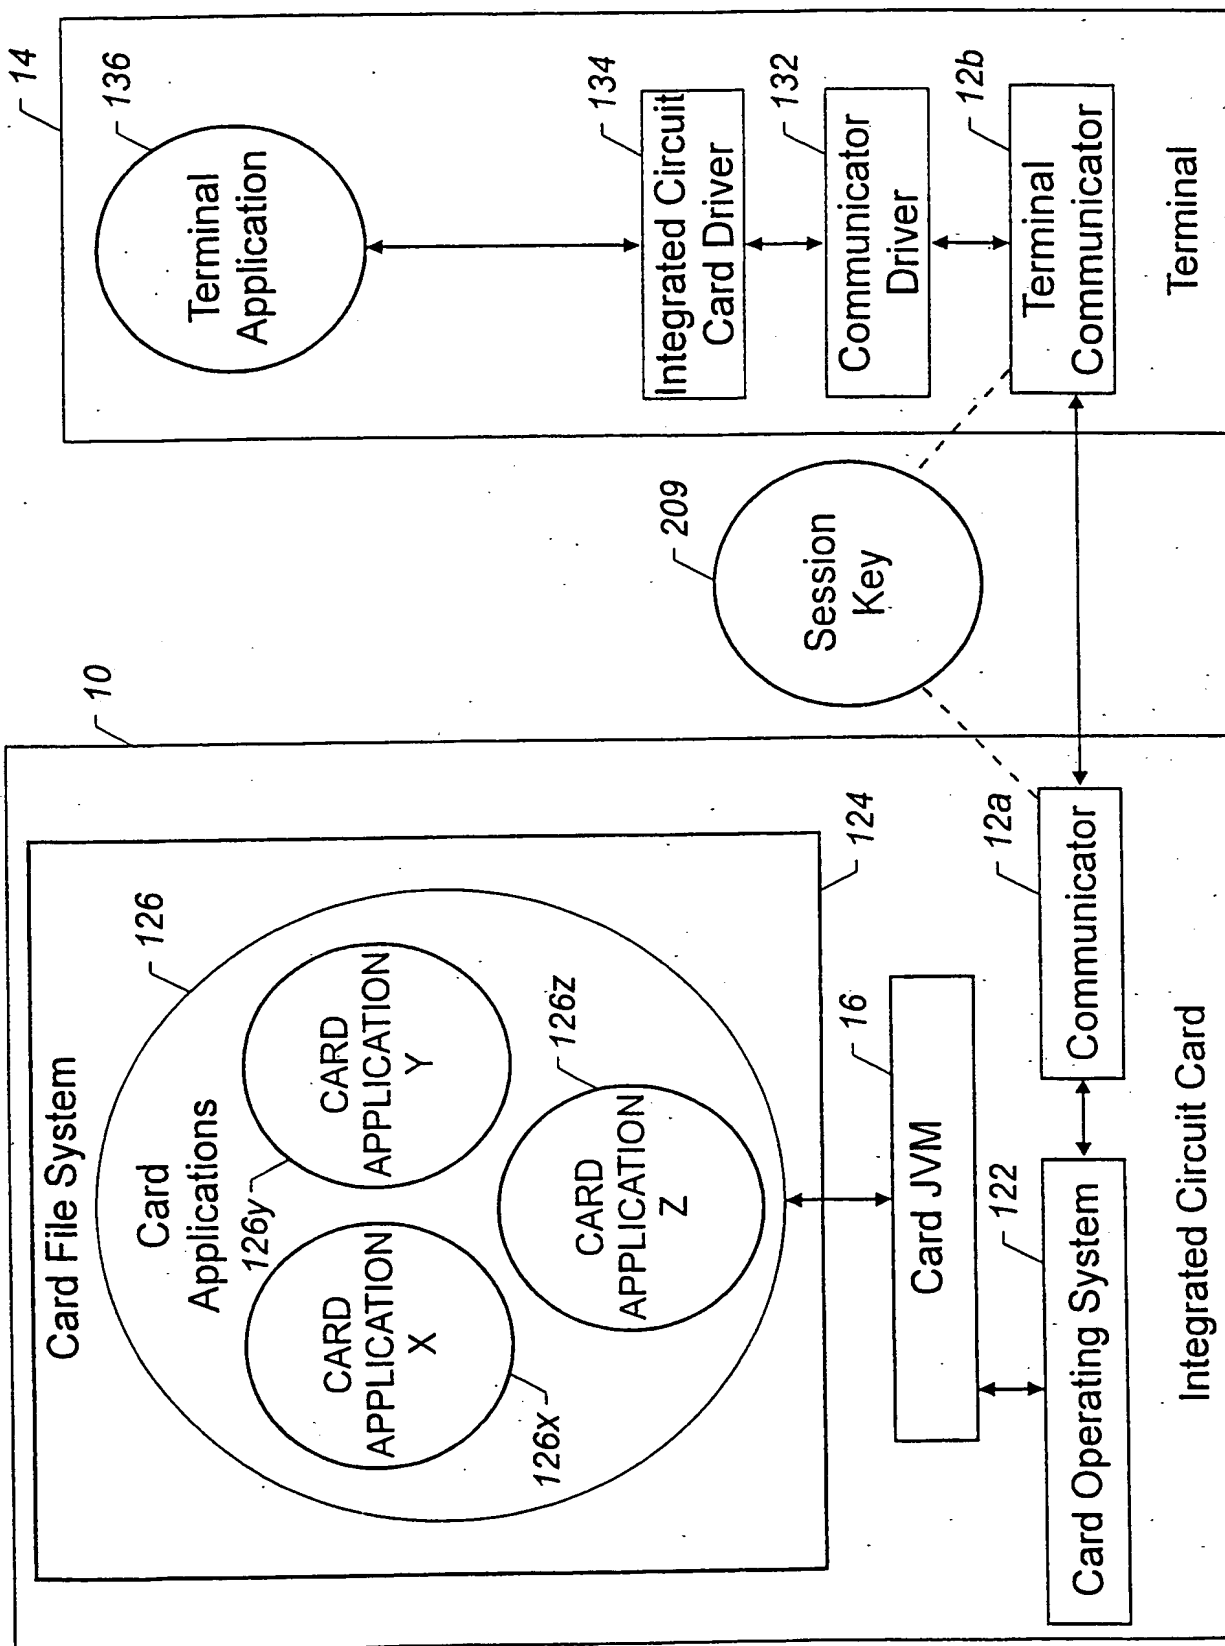 Card File System
126
Card
Applications
CARD
APPLICATION
X
126x
126y
CARD
APPLICATION
Y
CARD
APPLICATION
Z
126z
124
10
Card JVM
16
Card Operating System
122
Communicator
12a
Integrated Circuit Card
Session
Key
209
14
Terminal
Application
136
Integrated Circuit
Card Driver
134
Communicator
Driver
132
Terminal
Communicator
12b
Terminal